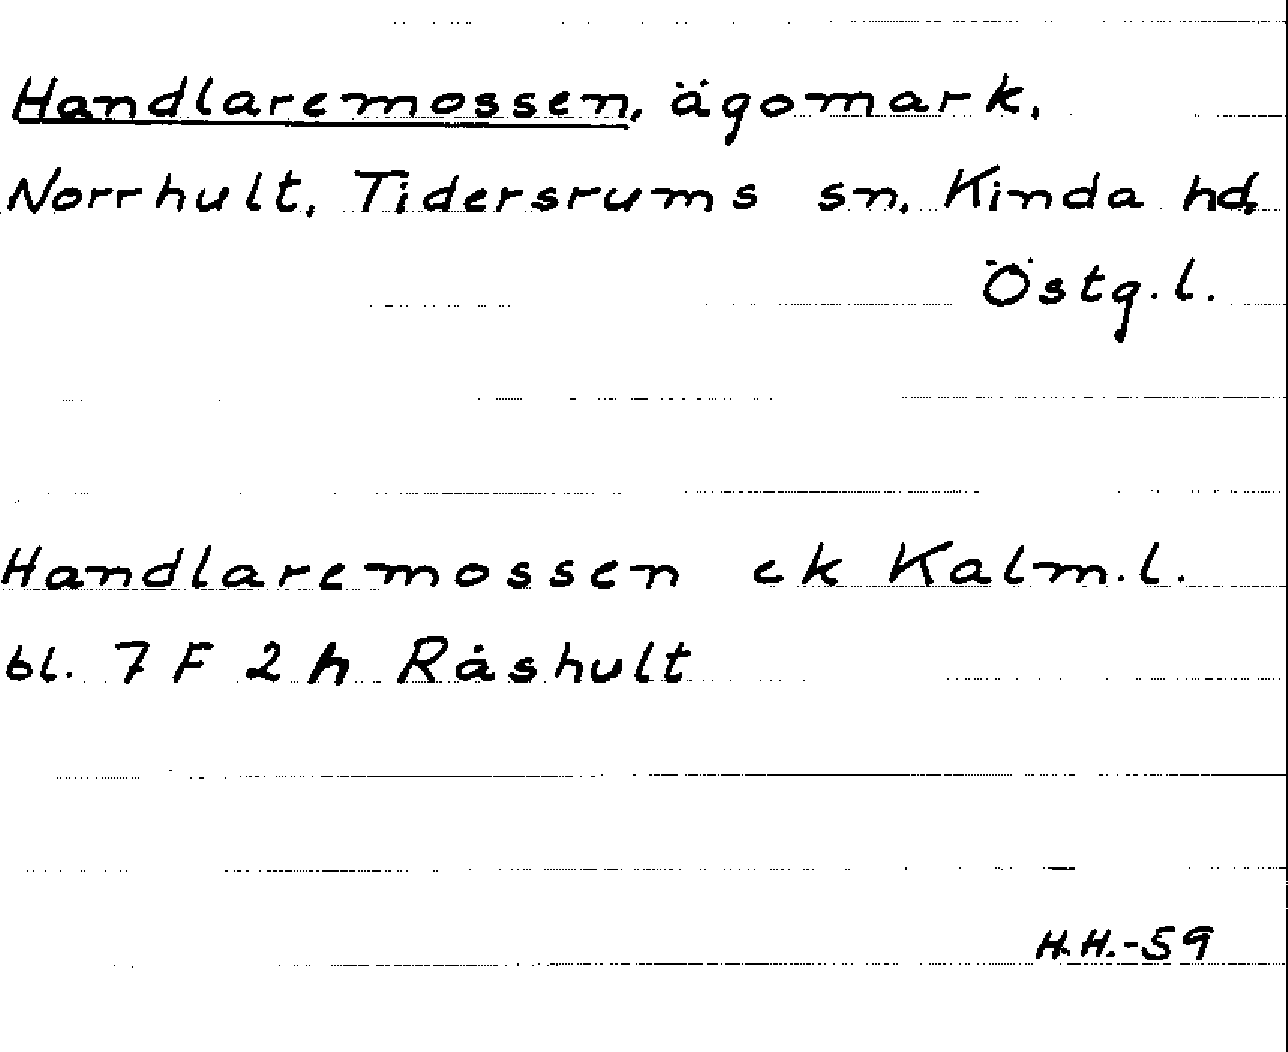 Handlaremossen, ägomark,
Norrhult, Tidersrums sn, Kinda hd,
Östg.l.
Handlaremossen ek Kalm.l.
bl. 7 F 2 h Råshult
H.H.-59